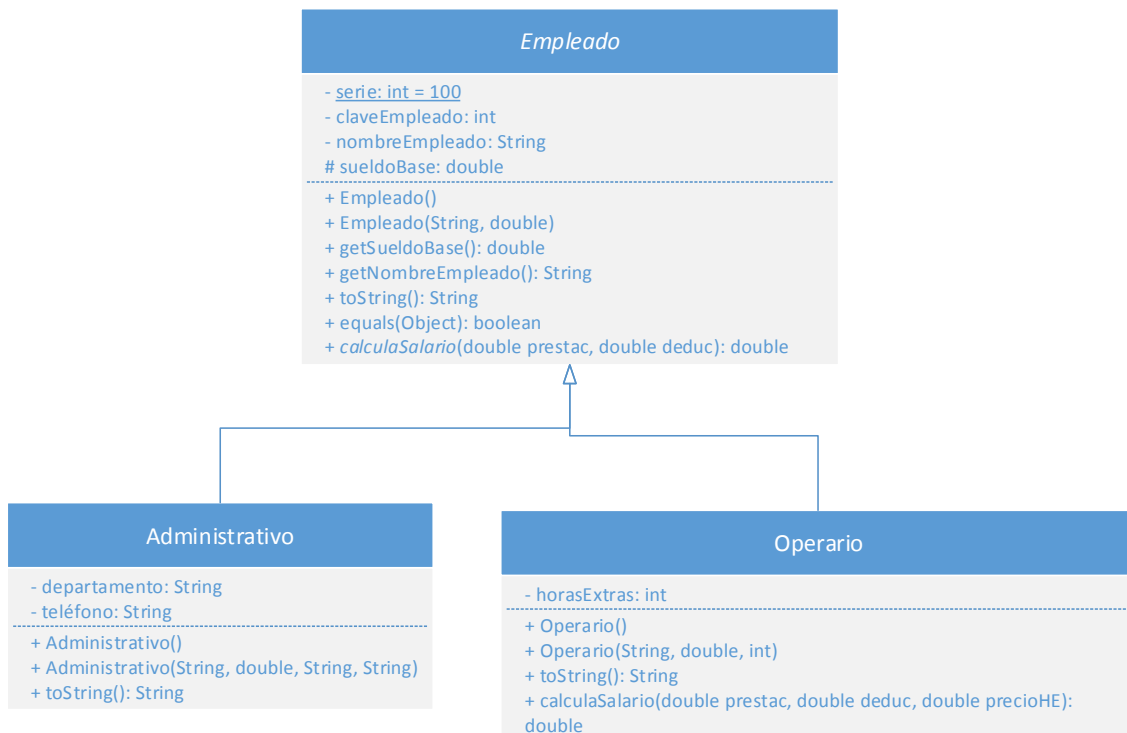 Empleado
- serie: int = 100
- claveEmpleado: int
- nombreEmpleado: String
# sueldoBase: double
+ Empleado()
+ Empleado(String, double)
+ getSueldoBase(): double
+ getNombreEmpleado(): String
+ toString(): String
+ equals(Object): boolean
+ calculaSalario(double prestac, double deduc): double
Administrativo
- departamento: String
- teléfono: String
+ Administrativo()
+ Administrativo(String, double, String, String)
+ toString(): String
Operario
- horasExtras: int
+ Operario()
+ Operario(String, double, int)
+ toString(): String
+ calculaSalario(double prestac, double deduc, double precioHE):
double